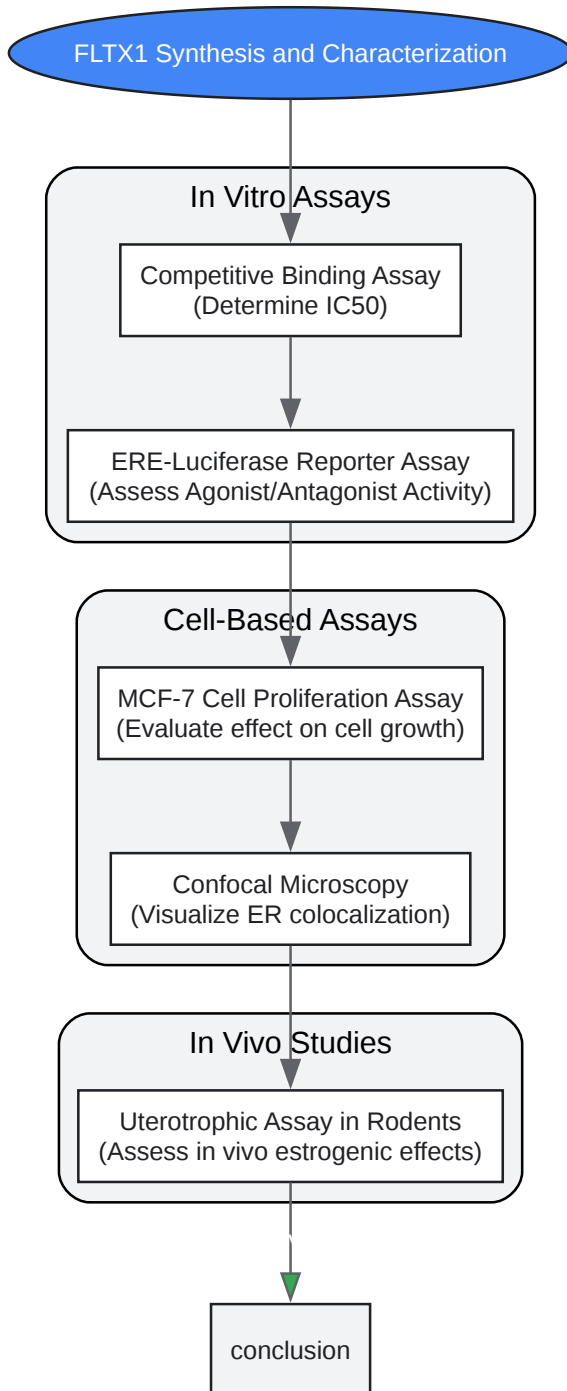 FLTX1 Synthesis and Characterization
In Vitro Assays
Competitive Binding Assay
(Determine IC50)
ERE-Luciferase Reporter Assay
(Assess Agonist/Antagonist Activity)
Cell-Based Assays
MCF-7 Cell Proliferation Assay
(Evaluate effect on cell growth)
Confocal Microscopy
(Visualize ER colocalization)
In Vivo Studies
Uterotrophic Assay in Rodents
(Assess in vivo estrogenic effects)
conclusion